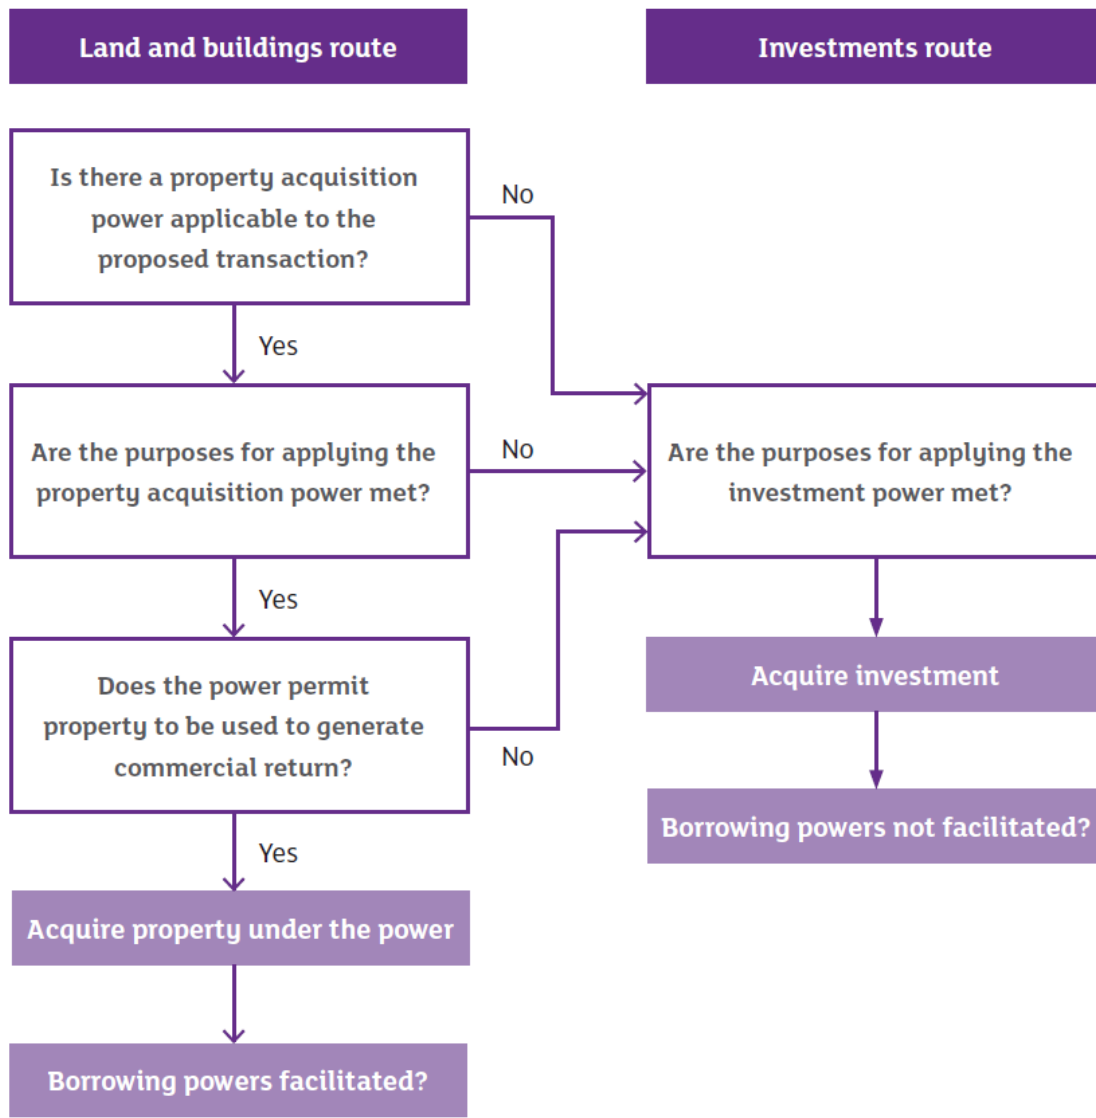 Land and buildings route
Investments route
Is there a property acquisition
power applicable to the
proposed transaction?
No
Yes
Are the purposes for applying the
property acquisition power met?
No
Are the purposes for applying the
investment power met?
Yes
Does the power permit
property to be used to generate
commercial return?
No
Acquire investment
Borrowing powers not facilitated?
Yes
Acquire property under the power
Borrowing powers facilitated?